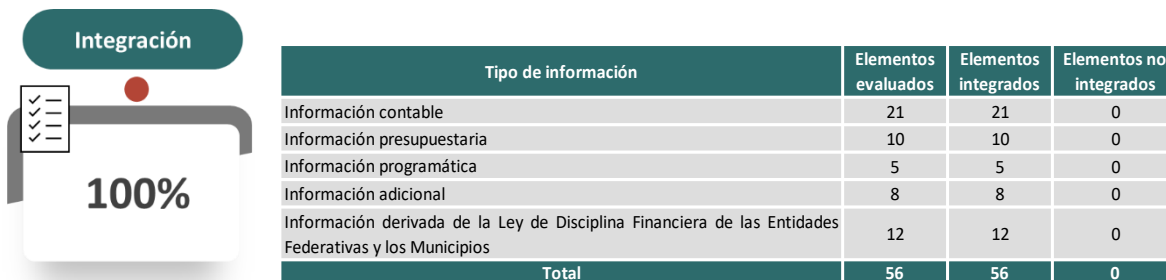 Integración
100%
Tipo de información
Elementos evaluados
Elementos integrados
Elementos no integrados
Información contable 21 21 0
Información presupuestaria 10 10 0
Información programática 5 5 0
Información adicional 8 8 0
Información derivada de la Ley de Disciplina Financiera de las Entidades
Federativas y los Municipios 12 12 0
Total 56 56 0